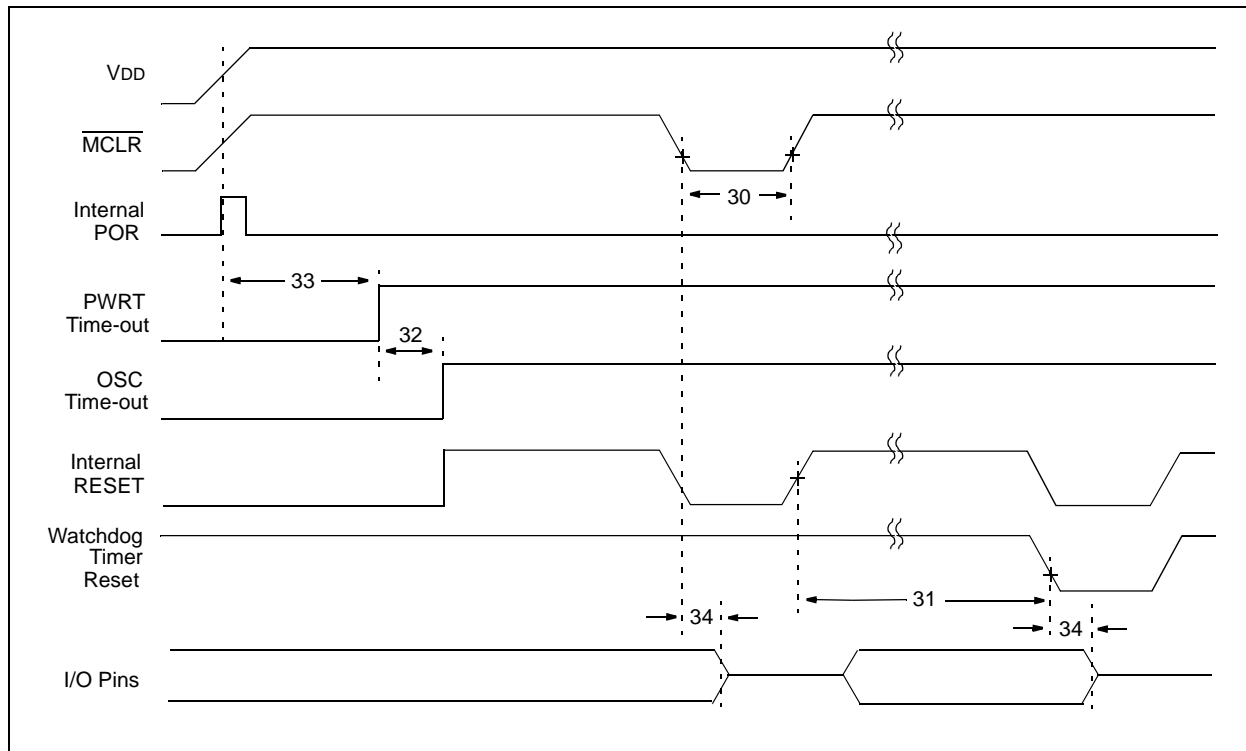 VDD
MCLR
30
Internal
POR
33
PWRT
Time-out
32
OSC
Time-out
Internal
RESET
Watchdog
Timer
Reset
31
34
34
I/O Pins